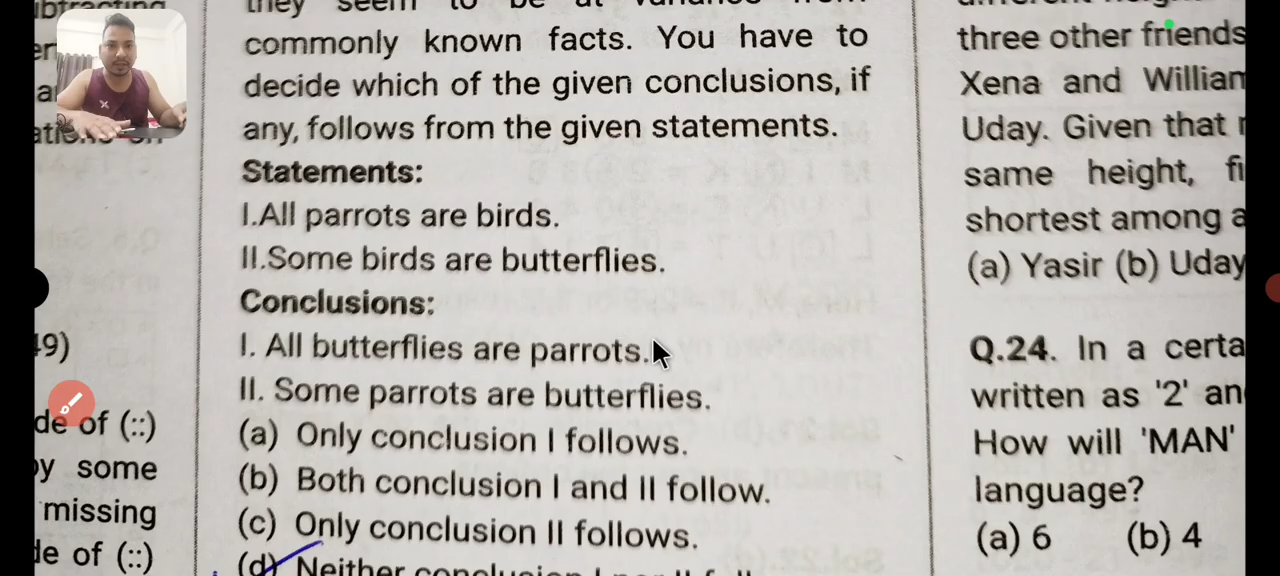 commonly known facts. You have to
decide which of the given conclusions, if
any, follows from the given statements.
Statements:
I.All parrots are birds.
II.Some birds are butterflies.
Conclusions:
I. All butterflies are parrots.
II. Some parrots are butterflies.
(a) Only conclusion I follows.
(b) Both conclusion I and II follow.
(c) Only conclusion II follows.
(d) Neither
49)
de of (::)
by some
missing
de of (::)
three other friends
Xena and William
Uday. Given that
same height,
shortest among a
(a) Yasir (b) Uday
Q.24. In a certa
written as '2' an
How will 'MAN'
language?
(a) 6 (b) 4